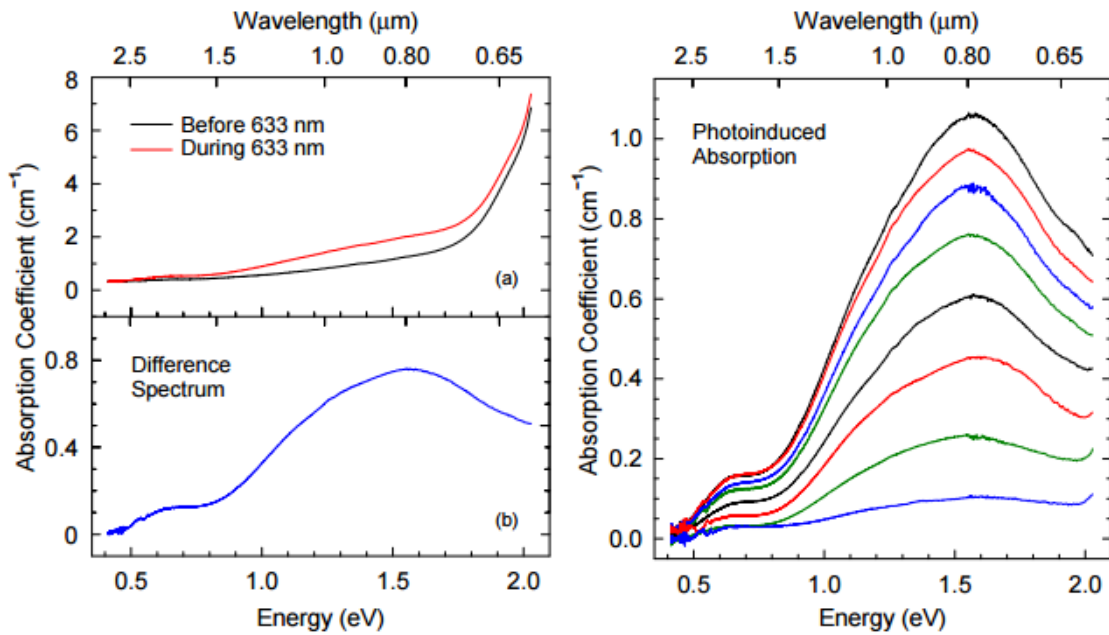 Wavelength (μm)
2.5 1.5 1.0 0.80 0.65
8
6
4
2
0
Before 633 nm
During 633 nm
(a)
Absorption Coefficient (cm⁻¹)
0.8
0.4
0
Difference
Spectrum
(b)
0.5 1.0 1.5 2.0
Energy (eV)
Wavelength (μm)
2.5 1.5 1.0 0.80 0.65
Photoinduced
Absorption
1.0
0.8
0.6
0.4
0.2
0.0
Absorption Coefficient (cm⁻¹)
0.5 1.0 1.5 2.0
Energy (eV)